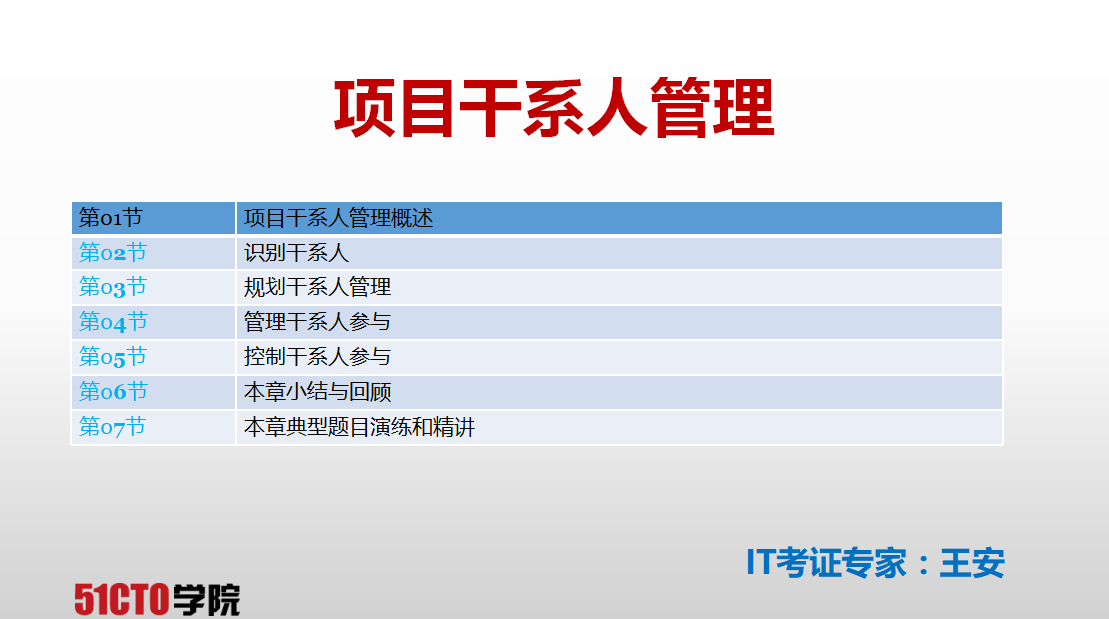 项目干系人管理
第01节 项目干系人管理概述
第02节 识别干系人
第03节 规划干系人管理
第04节 管理干系人参与
第05节 控制干系人参与
第06节 本章小结与回顾
第07节 本章典型题目演练和精讲
IT考证专家：王安
51CTO学院